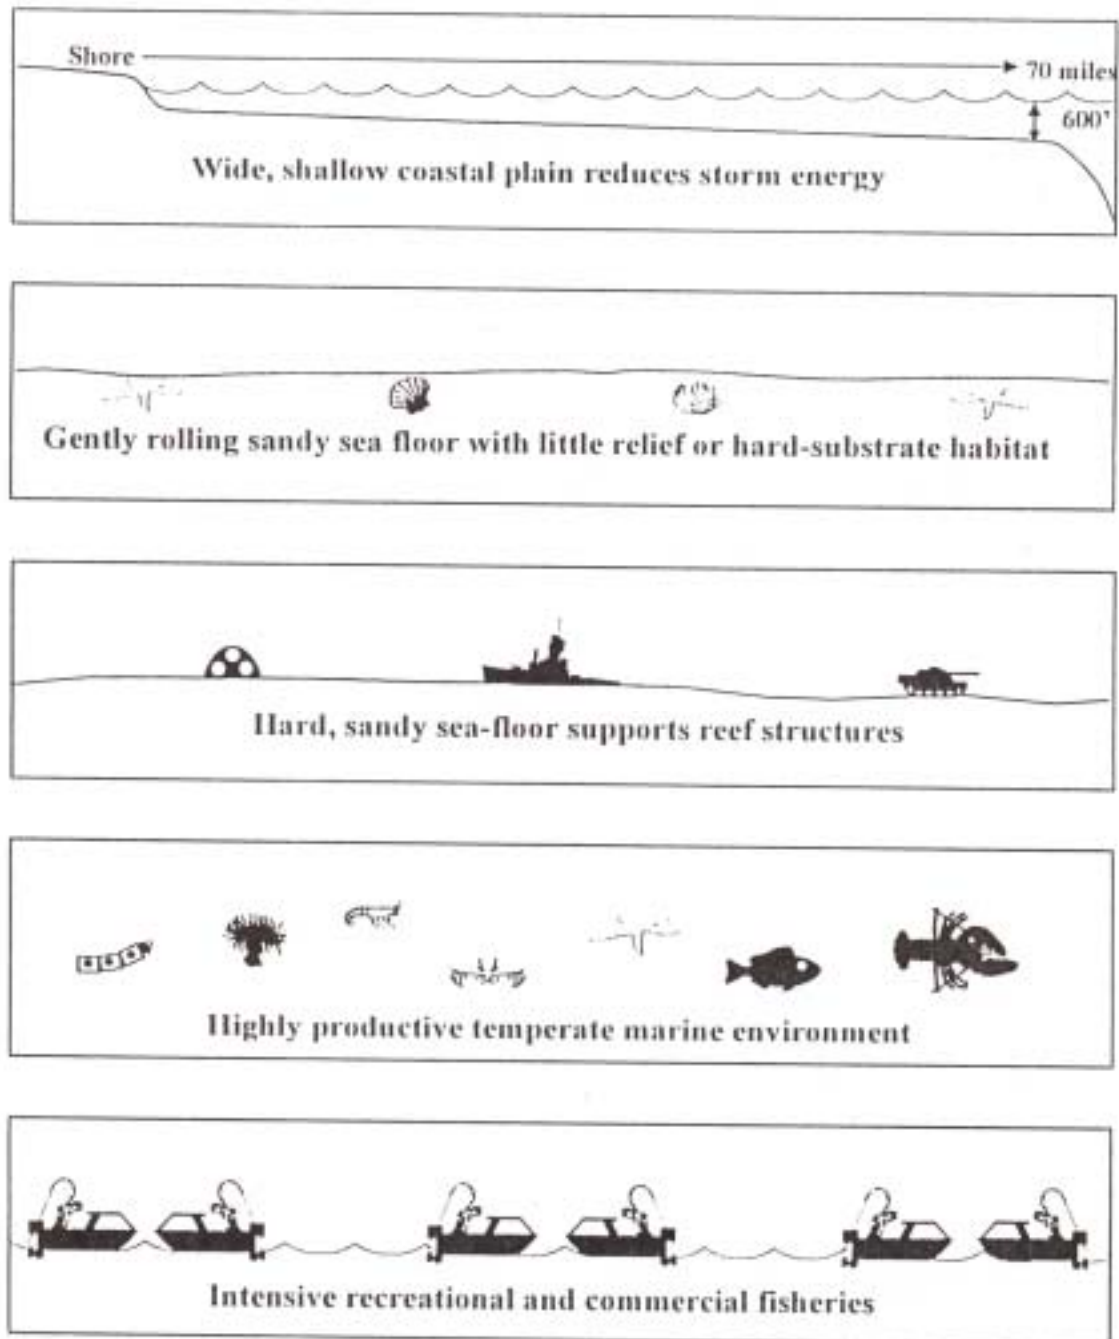 Shore
70 miles
600'
Wide, shallow coastal plain reduces storm energy
Gently rolling sandy sea floor with little relief or hard-substrate habitat
Hard, sandy sea-floor supports reef structures
Highly productive temperate marine environment
Intensive recreational and commercial fisheries